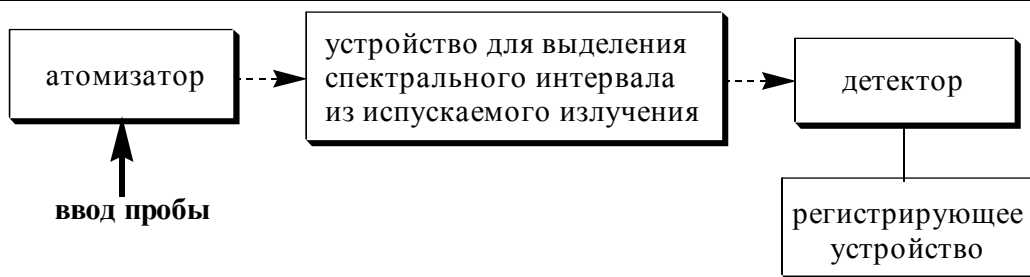 атомизатор
устройство для выделения
спектрального интервала
из испускаемого излучения
детектор
ввод пробы
регистрирующее
устройство